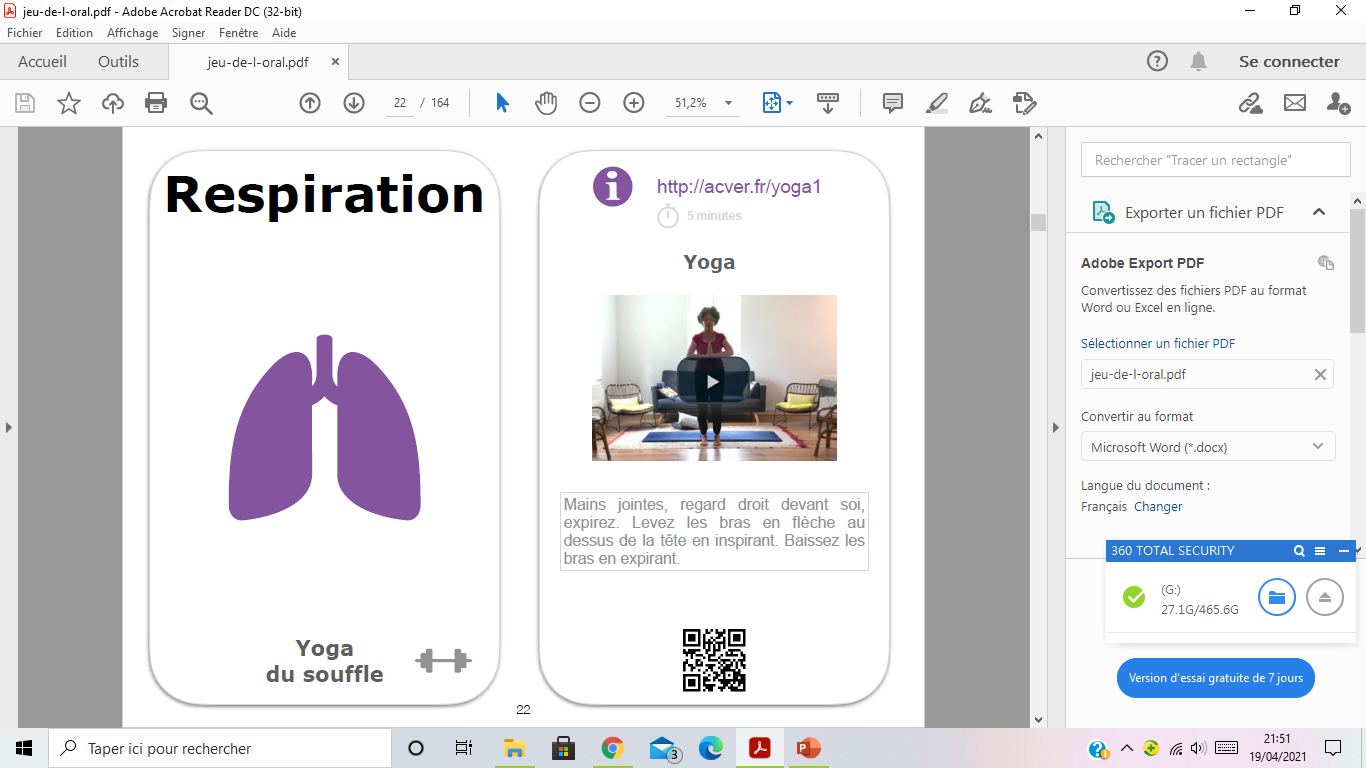 jeu-de-l-oral.pdf - Adobe Acrobat Reader DC (32-bit)
Fichier Edition Affichage Signer Fenêtre Aide
Accueil Outils jeu-de-l-oral.pdf × Se connecter
22 / 164 51,2%
Respiration
Yoga
du souffle
http://acver.fr/yoga1
5 minutes
Yoga
Mains jointes, regard droit devant soi,
expirez. Levez les bras en flèche au
dessus de la tête en inspirant. Baissez les
bras en expirant.
22
Rechercher "Tracer un rectangle"
Exporter un fichier PDF
Adobe Export PDF
Convertissez des fichiers PDF au format
Word ou Excel en ligne.
Sélectionner un fichier PDF
jeu-de-l-oral.pdf
Convertir au format
Microsoft Word (*.docx)
Langue du document :
Français Changer
360 TOTAL SECURITY
(G:)
27.1G/465.6G
Version d'essai gratuite de 7 jours
Taper ici pour rechercher
3
21:51
19/04/2021